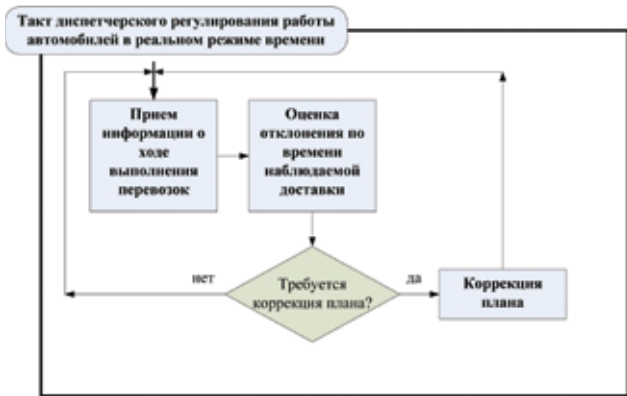 Такт диспетчерского регулирования работы
автомобилей в реальном режиме времени
Прием
информации о
ходе
выполнения
перевозок
Оценка
отклонения по
времени
наблюдаемой
доставки
нет
Требуется
коррекция плана?
да
Коррекция
плана